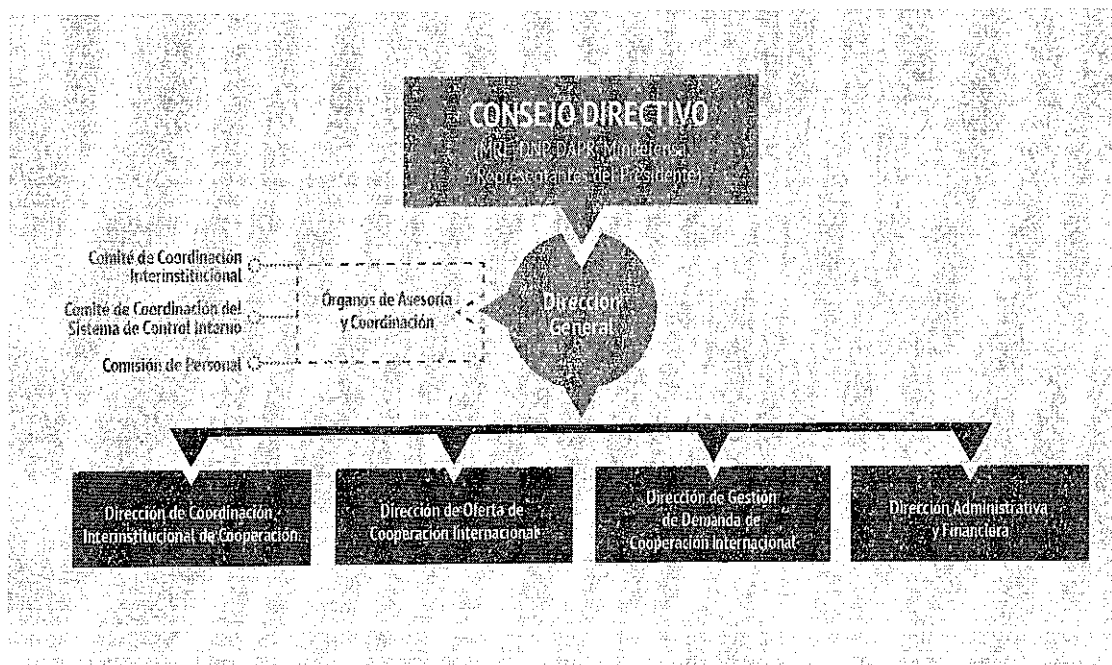 CONSEJO DIRECTIVO
(MRE, DNP, DAPR, Mindefensa
3 Representantes del Presidente)
Comité de Coordinación
Interinstitucional
Comité de Coordinación del
Sistema de Control Interno
Comisión de Personal
Órganos de Asesoría
y Coordinación
Dirección
General
Dirección de Coordinación
Interinstitucional de Cooperación
Dirección de Oferta de
Cooperación Internacional
Dirección de Gestión
de Demanda de
Cooperación Internacional
Dirección Administrativa
y Financiera